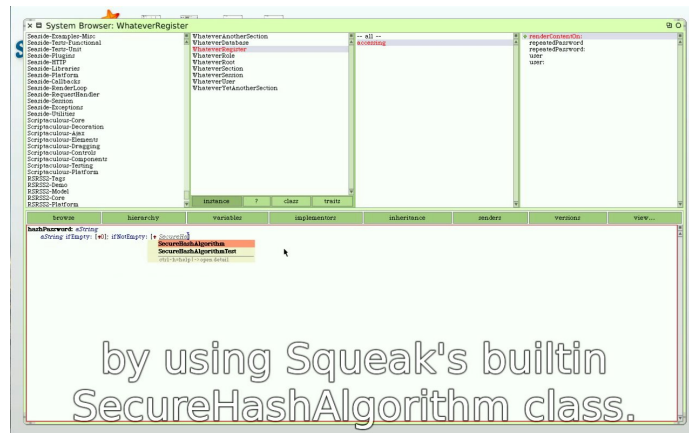 System Browser: WhateverRegister
Seaside-Examples-Misc
Seaside-Tests-Functional
Seaside-Tests-Unit
Seaside-Plugins
Seaside-HTTP
Seaside-Libraries
Seaside-Platform
Seaside-Callbacks
Seaside-RenderLoop
Seaside-RequestHandler
Seaside-Session
Seaside-Exceptions
Seaside-Utilities
Scriptaculous-Core
Scriptaculous-Decoration
Scriptaculous-Ajax
Scriptaculous-Elements
Scriptaculous-Dragging
Scriptaculous-Controls
Scriptaculous-Components
Scriptaculous-Testing
Scriptaculous-Platform
RSRSS2-Tags
RSRSS2-Demo
RSRSS2-Model
RSRSS2-Core
RSRSS2-Platform
WhateverAnotherSection
WhateverDatabase
WhateverRegister
WhateverRole
WhateverRoot
WhateverSection
WhateverSession
WhateverUser
WhateverYetAnotherSection
instance ? class traits
-- all --
accessing
renderContentOn:
repeatedPassword
repeatedPassword:
user
user:
browse hierarchy variables implementors inheritance senders versions view...
hashPassword: aString
aString ifEmpty: [↑0]; ifNotEmpty: [↑ SecureHa]
SecureHashAlgorithm
SecureHashAlgorithmTest
by using Squeak's builtin
SecureHashAlgorithm class.